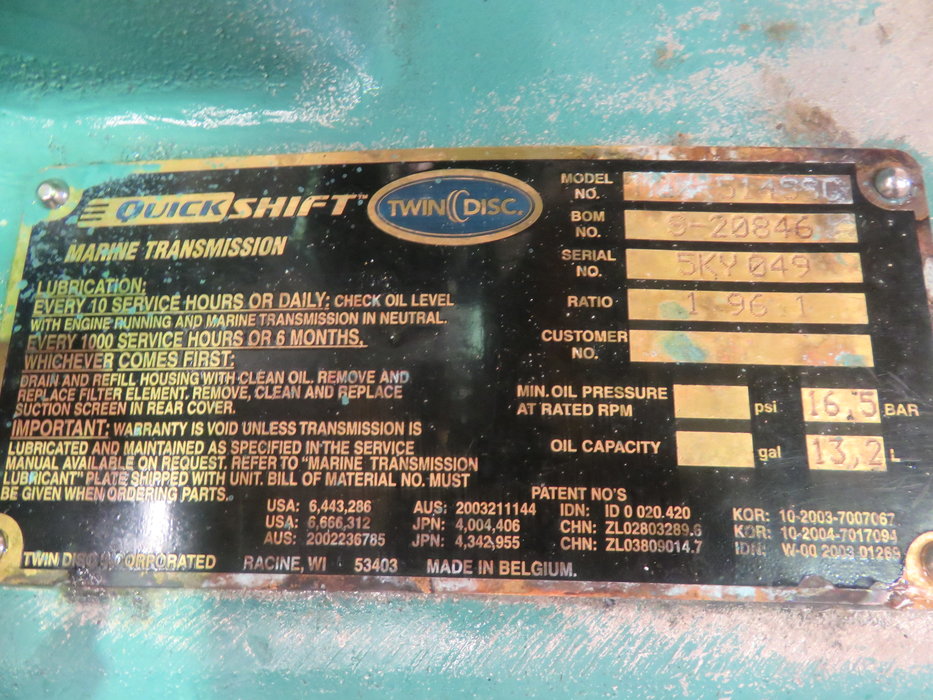 QUICKSHIFT™
TWIN DISC.
MARINE TRANSMISSION
LUBRICATION:
EVERY 10 SERVICE HOURS OR DAILY: CHECK OIL LEVEL
WITH ENGINE RUNNING AND MARINE TRANSMISSION IN NEUTRAL.
EVERY 1000 SERVICE HOURS OR 6 MONTHS,
WHICHEVER COMES FIRST:
DRAIN AND REFILL HOUSING WITH CLEAN OIL. REMOVE AND
REPLACE FILTER ELEMENT. REMOVE, CLEAN AND REPLACE
SUCTION SCREEN IN REAR COVER.
IMPORTANT: WARRANTY IS VOID UNLESS TRANSMISSION IS
LUBRICATED AND MAINTAINED AS SPECIFIED IN THE SERVICE
MANUAL AVAILABLE ON REQUEST. REFER TO "MARINE TRANSMISSION
LUBRICANT" PLATE SHIPPED WITH UNIT. BILL OF MATERIAL NO. MUST
BE GIVEN WHEN ORDERING PARTS.
MODEL NO.
BOM NO. 8-20846
SERIAL NO. 5KY049
RATIO 1.96 1
CUSTOMER NO.
MIN. OIL PRESSURE AT RATED RPM psi 16,5 BAR
OIL CAPACITY gal 13,2 L
PATENT NO'S
USA: 6,443,286 AUS: 2003211144 IDN: ID 0 020.420 KOR: 10-2003-7007067
USA: 6,666,312 JPN: 4,004,406 CHN: ZL02803289.6 KOR: 10-2004-7017094
AUS: 2002236785 JPN: 4,342,955 CHN: ZL03809014.7 IDN: W-00 2003 01269
TWIN DISC INCORPORATED RACINE, WI 53403 MADE IN BELGIUM.